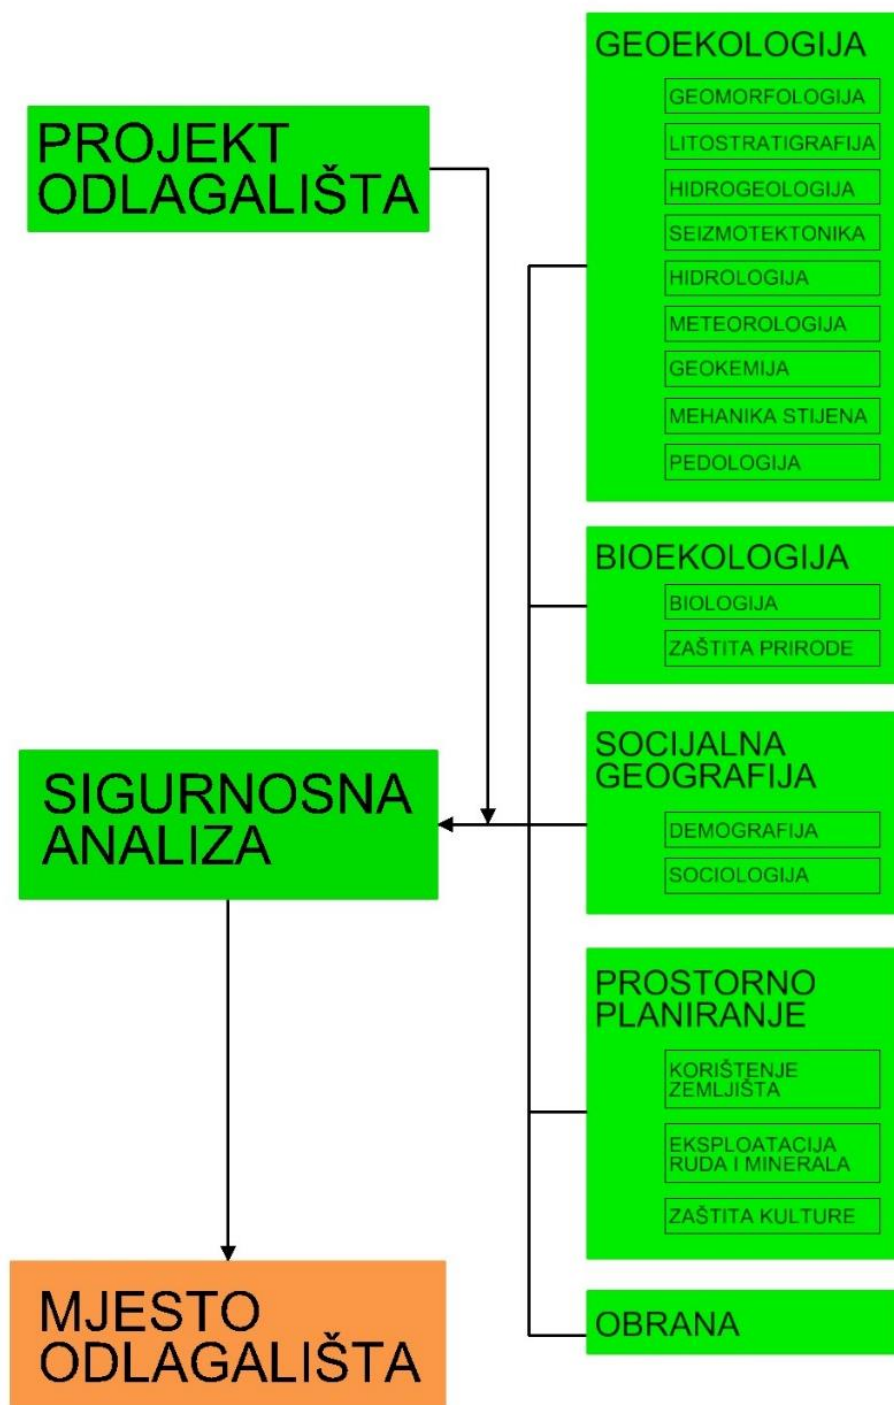 PROJEKT
ODLAGALIŠTA
SIGURNOSNA
ANALIZA
MJESTO
ODLAGALIŠTA
GEOEKOLOGIJA
GEOMORFOLOGIJA
LITOSTRATIGRAFIJA
HIDROGEOLOGIJA
SEIZMOTEKTONIKA
HIDROLOGIJA
METEOROLOGIJA
GEOKEMIJA
MEHANIKA STIJENA
PEDOLOGIJA
BIOEKOLOGIJA
BIOLOGIJA
ZAŠTITA PRIRODE
SOCIJALNA
GEOGRAFIJA
DEMOGRAFIJA
SOCIOLOGIJA
PROSTORNO
PLANIRANJE
KORIŠTENJE
ZEMLJIŠTA
EKSPLOATACIJA
RUDA I MINERALA
ZAŠTITA KULTURE
OBRANA